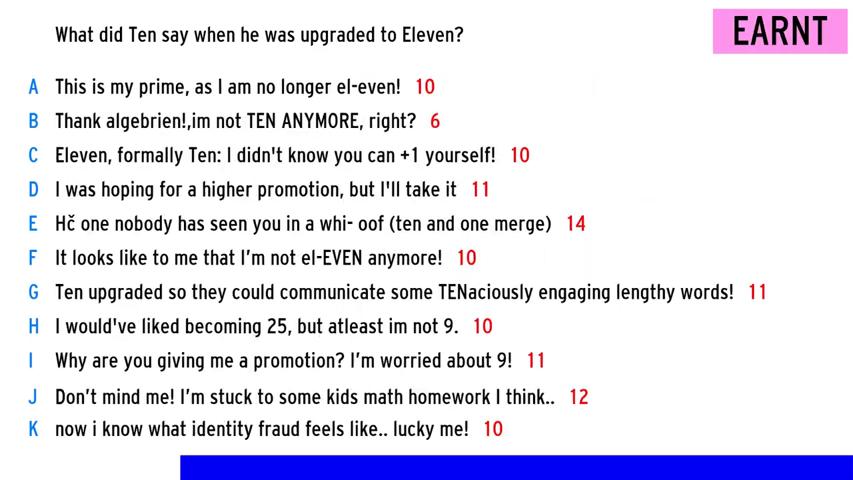 What did Ten say when he was upgraded to Eleven?
EARNT
A This is my prime, as I am no longer el-even! 10
B Thank algebrien!,im not TEN ANYMORE, right? 6
C Eleven, formally Ten: I didn't know you can +1 yourself! 10
D I was hoping for a higher promotion, but I'll take it 11
E Hč one nobody has seen you in a whi- oof (ten and one merge) 14
F It looks like to me that I'm not el-EVEN anymore! 10
G Ten upgraded so they could communicate some TENaciously engaging lengthy words! 11
H I would've liked becoming 25, but atleast im not 9. 10
I Why are you giving me a promotion? I'm worried about 9! 11
J Don't mind me! I'm stuck to some kids math homework I think.. 12
K now i know what identity fraud feels like.. lucky me! 10